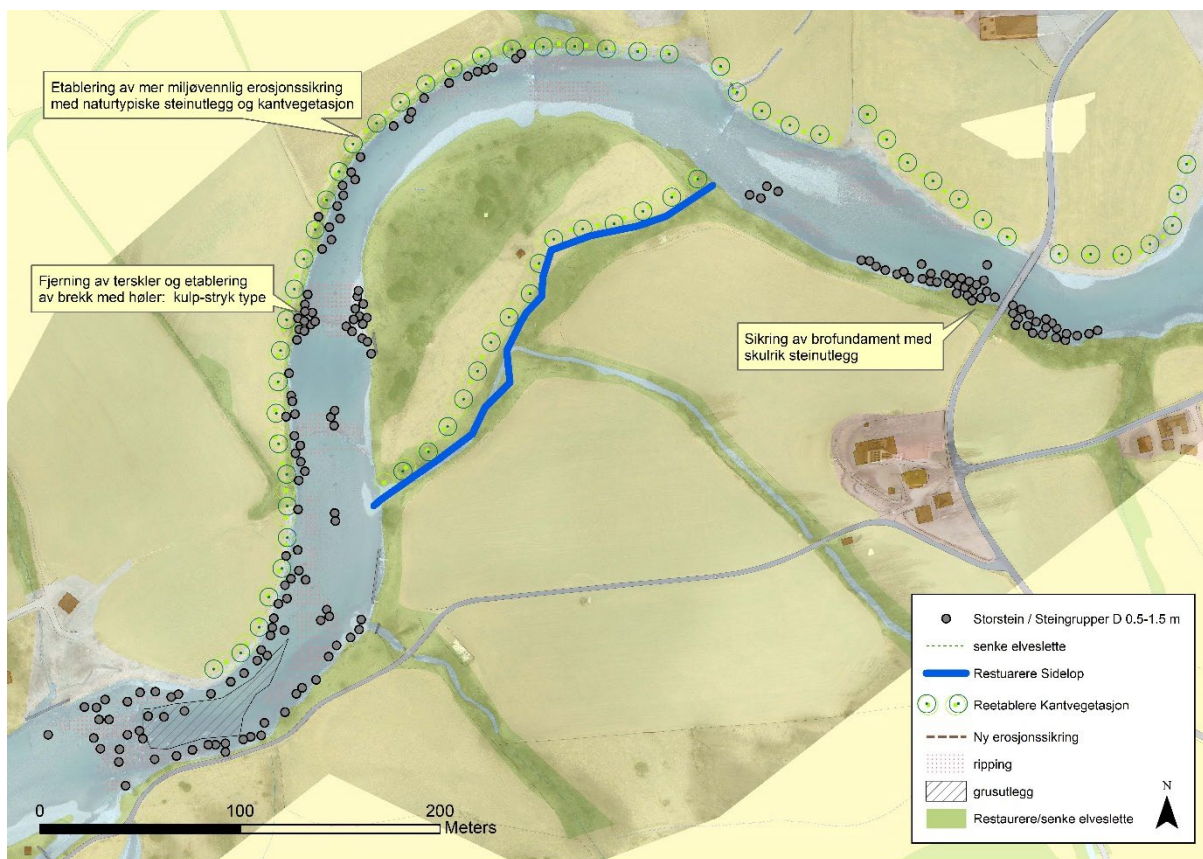 Etablering av mer miljøvennlig erosjonssikring
med naturtypiske steinutlegg og kantvegetasjon
Fjerning av terskler og etablering
av brekk med høler: kulp-stryk type
Sikring av brofundament med
skulrik steinutlegg
Storstein / Steingrupper D 0.5-1.5 m
senke elveslette
Restuarere Sidelop
Reetablere Kantvegetasjon
Ny erosjonssikring
ripping
grusutlegg
Restaurere/senke elveslette
N
0 100 200
Meters